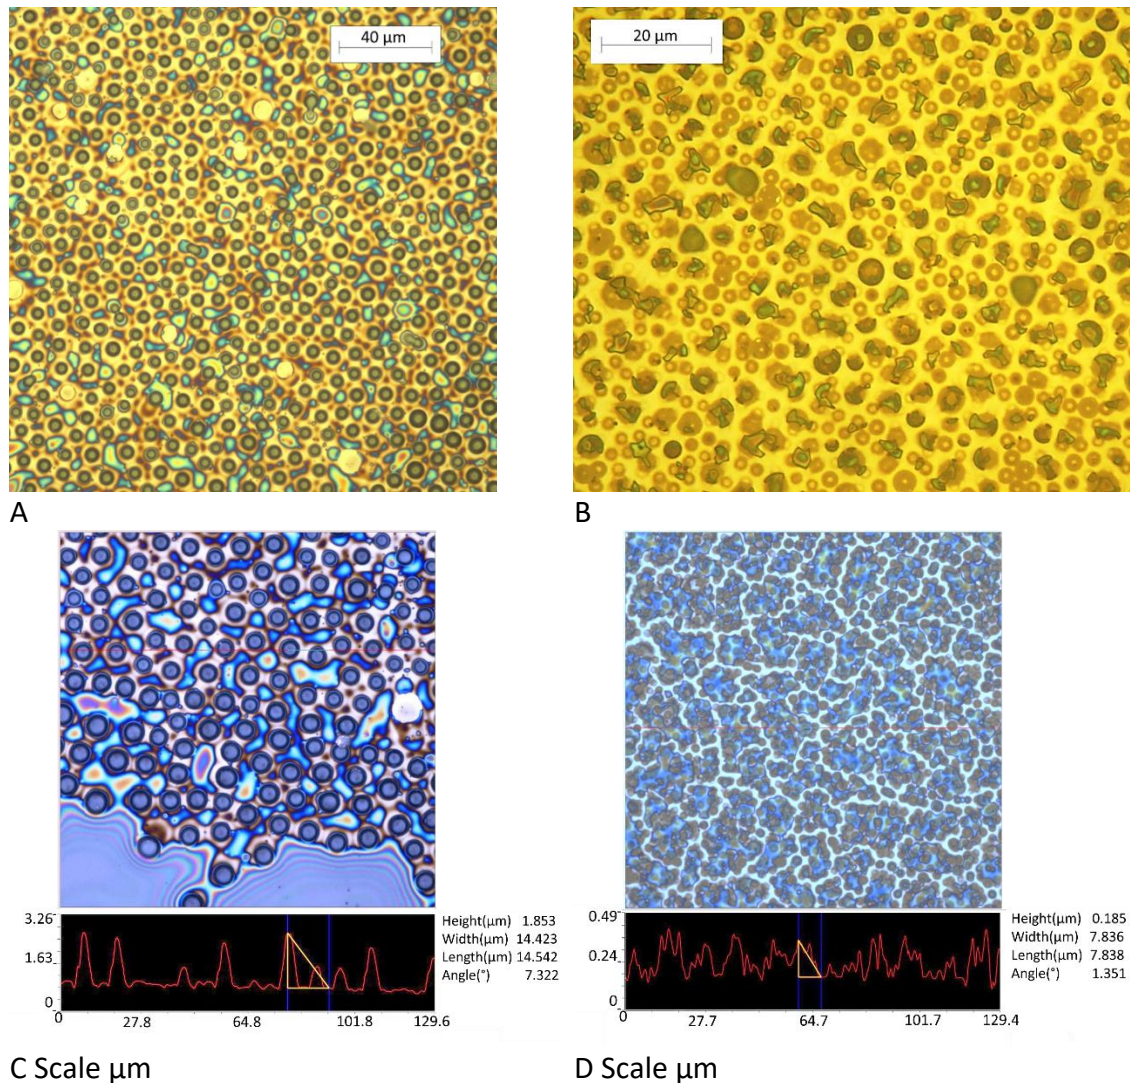 40 µm
20 µm
A
B
3.26
1.63
0
0
27.8
64.8
101.8
129.6
Height(µm) 1.853
Width(µm) 14.423
Length(µm) 14.542
Angle(°) 7.322
0.49
0.24
0
0
27.7
64.7
101.7
129.4
Height(µm) 0.185
Width(µm) 7.836
Length(µm) 7.838
Angle(°) 1.351
C Scale µm
D Scale µm